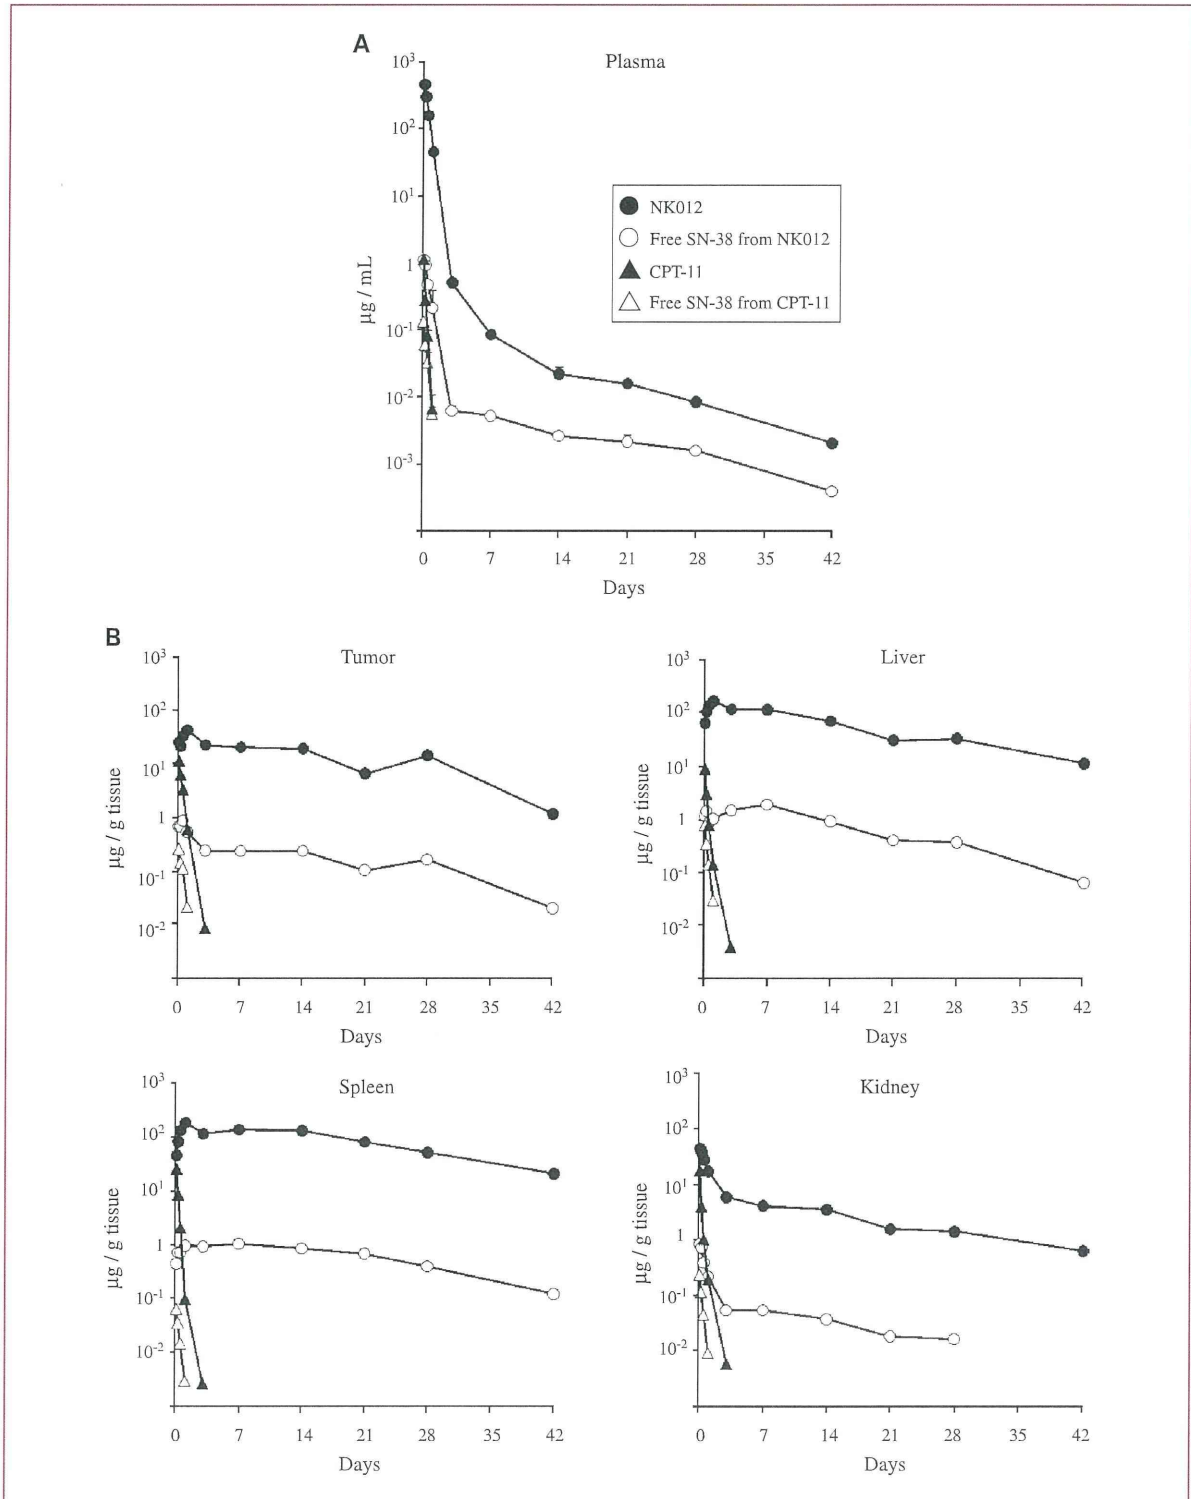 A
Plasma
10³
10²
10¹
1
10⁻¹
10⁻²
10⁻³
µg / mL
NK012
Free SN-38 from NK012
CPT-11
Free SN-38 from CPT-11
0 7 14 21 28 35 42
Days
B
Tumor
10³
10²
10¹
1
10⁻¹
10⁻²
µg / g tissue
0 7 14 21 28 35 42
Days
Liver
10³
10²
10¹
1
10⁻¹
10⁻²
µg / g tissue
0 7 14 21 28 35 42
Days
Spleen
10³
10²
10¹
1
10⁻¹
10⁻²
µg / g tissue
0 7 14 21 28 35 42
Days
Kidney
10³
10²
10¹
1
10⁻¹
10⁻²
µg / g tissue
0 7 14 21 28 35 42
Days